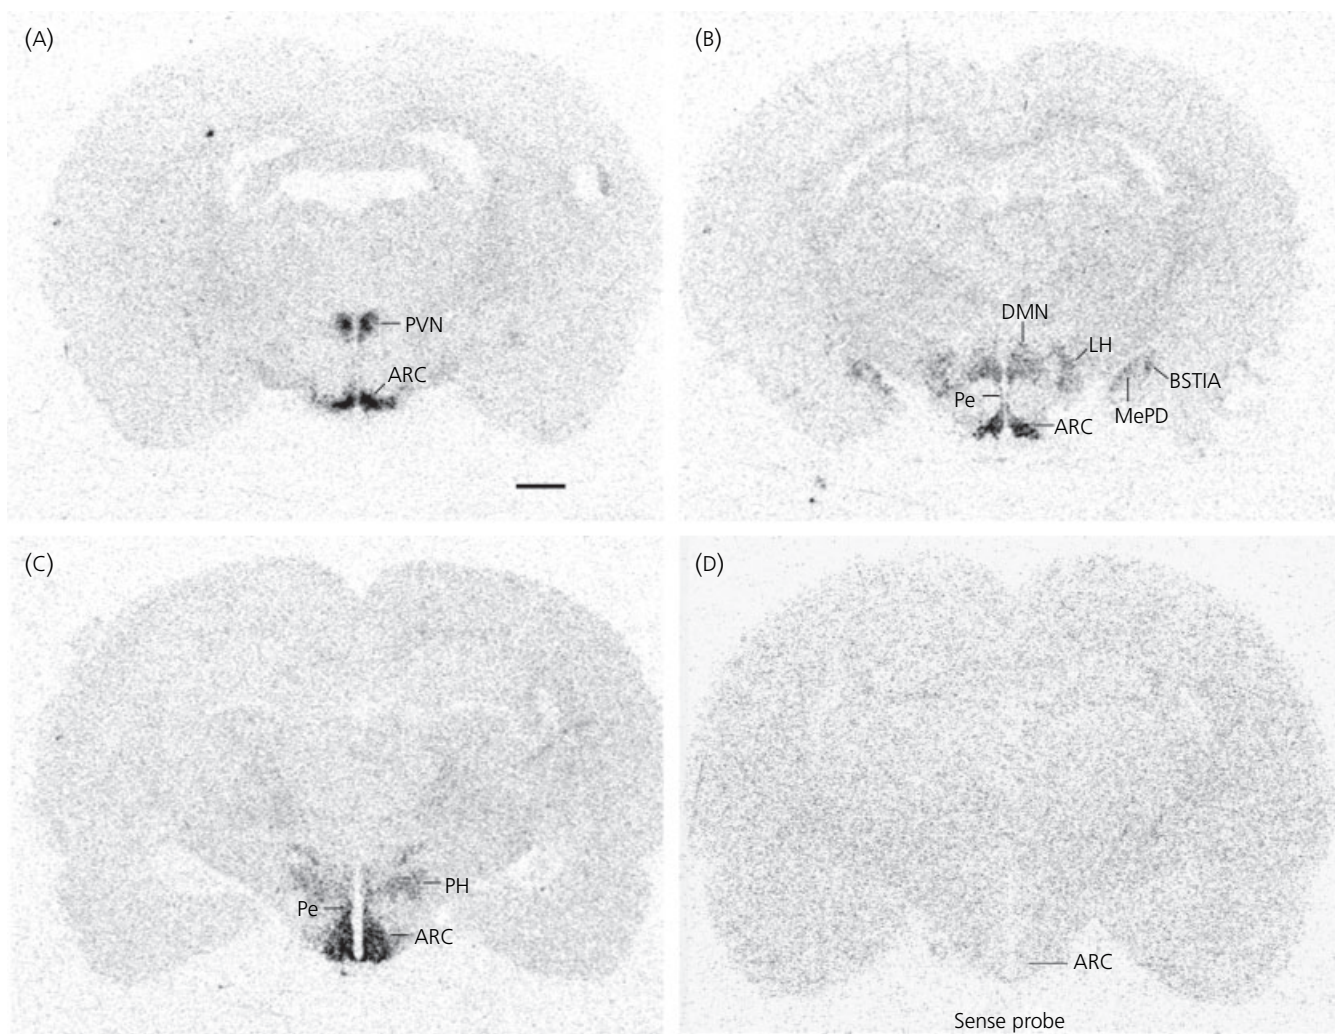 (A)
PVN
ARC
(B)
DMN
LH
BSTIA
Pe
MePD
ARC
(C)
PH
Pe
ARC
(D)
ARC
Sense probe